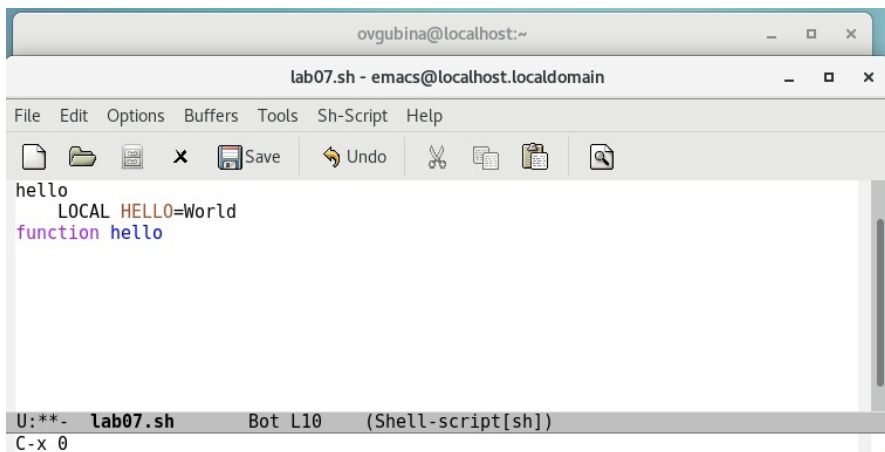 ovgubina@localhost:~
lab07.sh - emacs@localhost.localdomain
File Edit Options Buffers Tools Sh-Script Help
Save Undo
hello
    LOCAL HELLO=World
function hello
U:**-  lab07.sh       Bot L10    (Shell-script[sh])
C-x 0